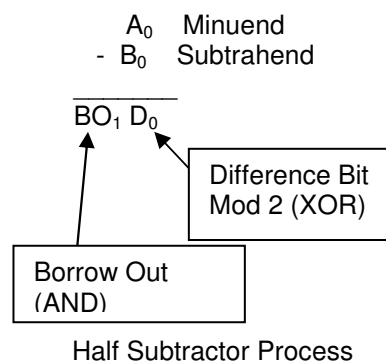 A₀ Minuend
- B₀ Subtrahend
BO₁ D₀
Difference Bit
Mod 2 (XOR)
Borrow Out
(AND)
Half Subtractor Process